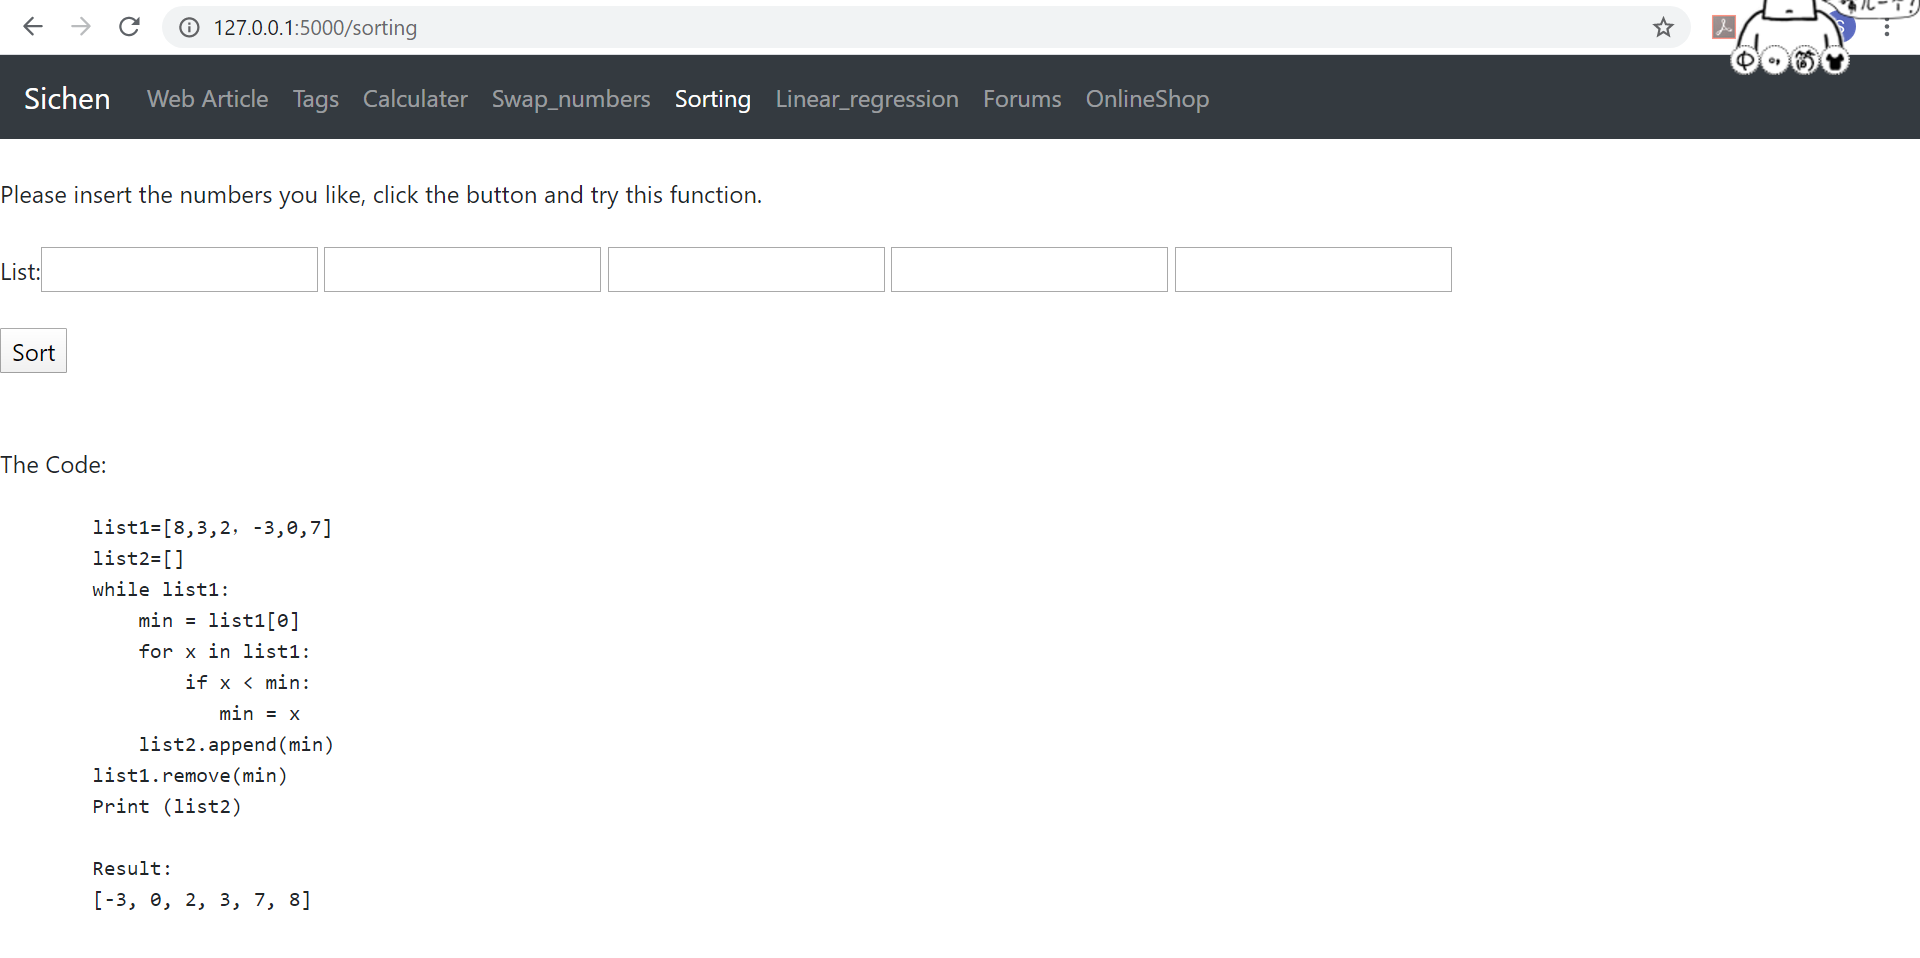 127.0.0.1:5000/sorting
Sichen Web Article Tags Calculater Swap_numbers Sorting Linear_regression Forums OnlineShop
Please insert the numbers you like, click the button and try this function.
List:
Sort
The Code:
list1=[8,3,2，-3,0,7]
list2=[]
while list1:
    min = list1[0]
    for x in list1:
        if x < min:
           min = x
    list2.append(min)
list1.remove(min)
Print (list2)
Result:
[-3, 0, 2, 3, 7, 8]